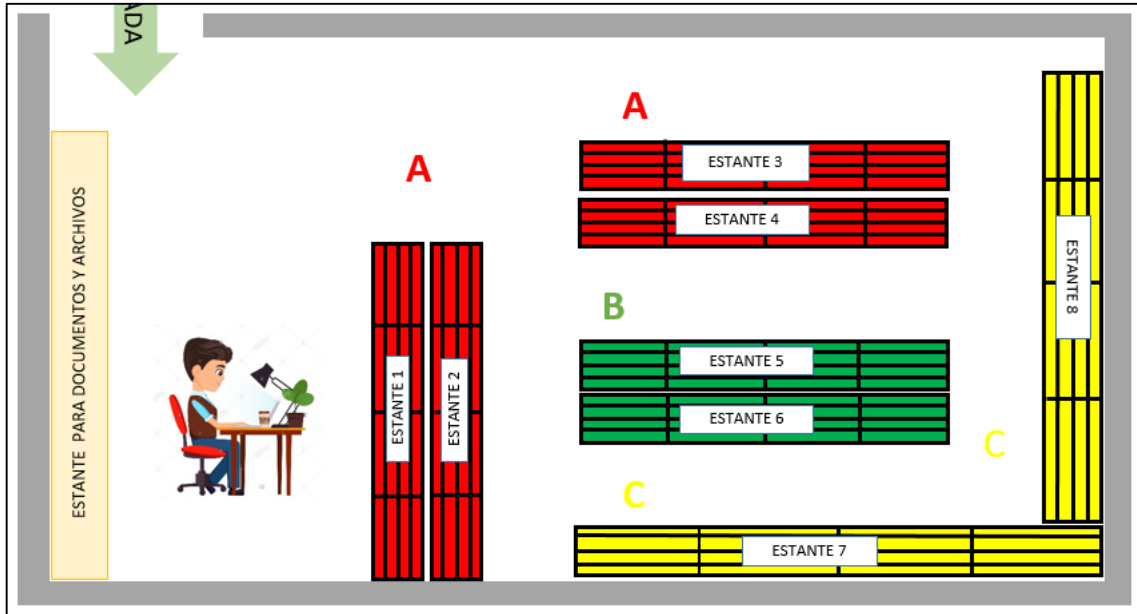 ADA
A
A
ESTANTE 3
ESTANTE 4
B
ESTANTE 5
ESTANTE 6
C
C
ESTANTE 7
ESTANTE 8
ESTANTE 1
ESTANTE 2
ESTANTE PARA DOCUMENTOS Y ARCHIVOS